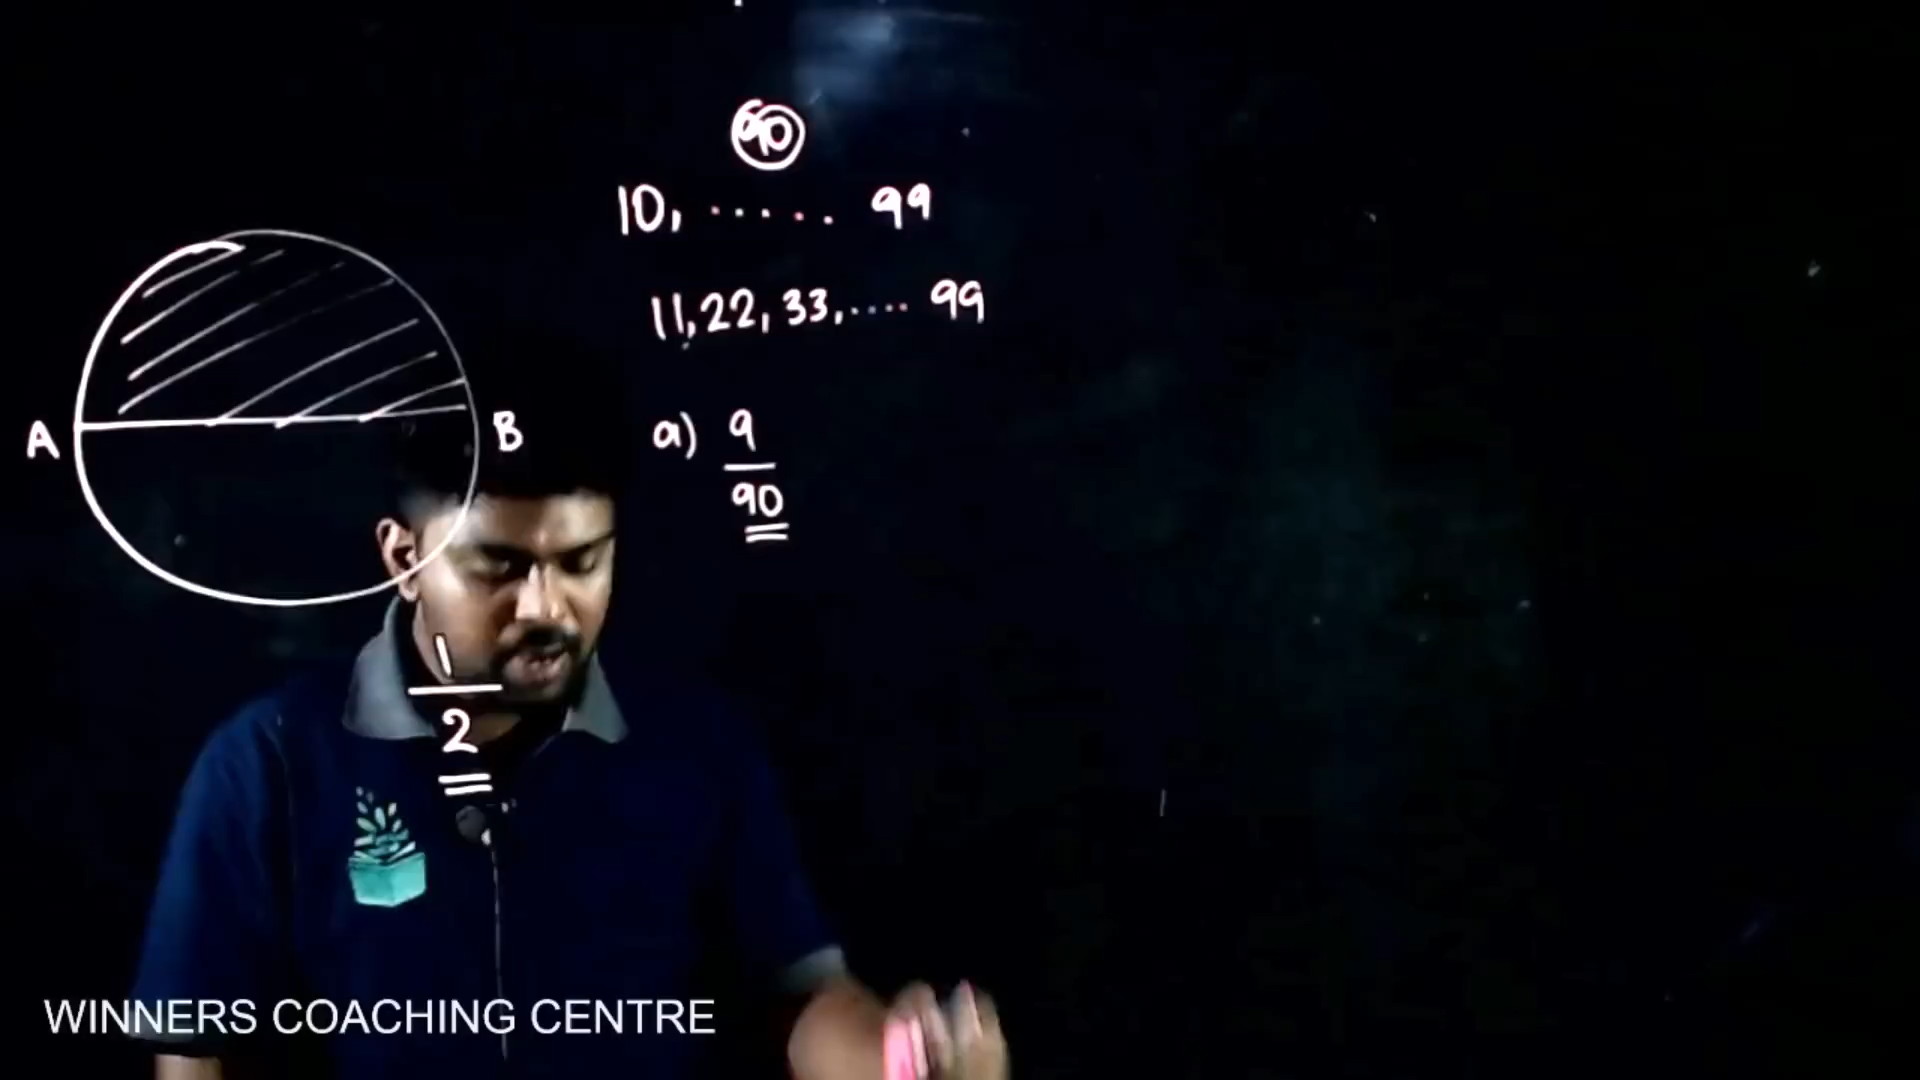 90
10, ..... 99
11, 22, 33, .... 99
A
B
a) 9
90
1
2
WINNERS COACHING CENTRE